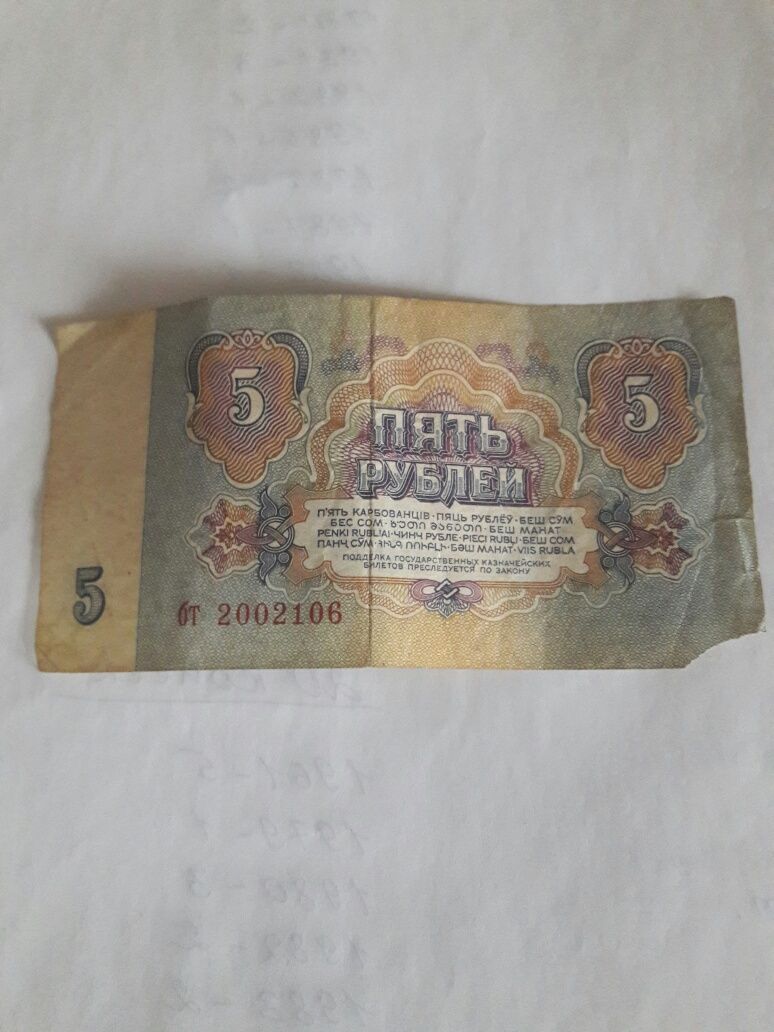 5
5
ПЯТЬ
РУБЛЕЙ
П'ЯТЬ КАРБОВАНЦІВ · ПЯЦЬ РУБЛЁЎ · БЕШ СЎМ
БЕС СОМ · ხუთი მანეთი · БЕШ МАНАТ
PENKI RUBLIAI · ЧИНЧ РУБЛЕ · PIECI RUBĻI · БЕШ СОМ
ПАНҶ СӮМ · ՀԻՆԳ ՌՈՒԲԼԻ · БӘШ МАНАТ · VIIS RUBLA
ПОДДЕЛКА ГОСУДАРСТВЕННЫХ КАЗНАЧЕЙСКИХ
БИЛЕТОВ ПРЕСЛЕДУЕТСЯ ПО ЗАКОНУ
5
бт 2002106